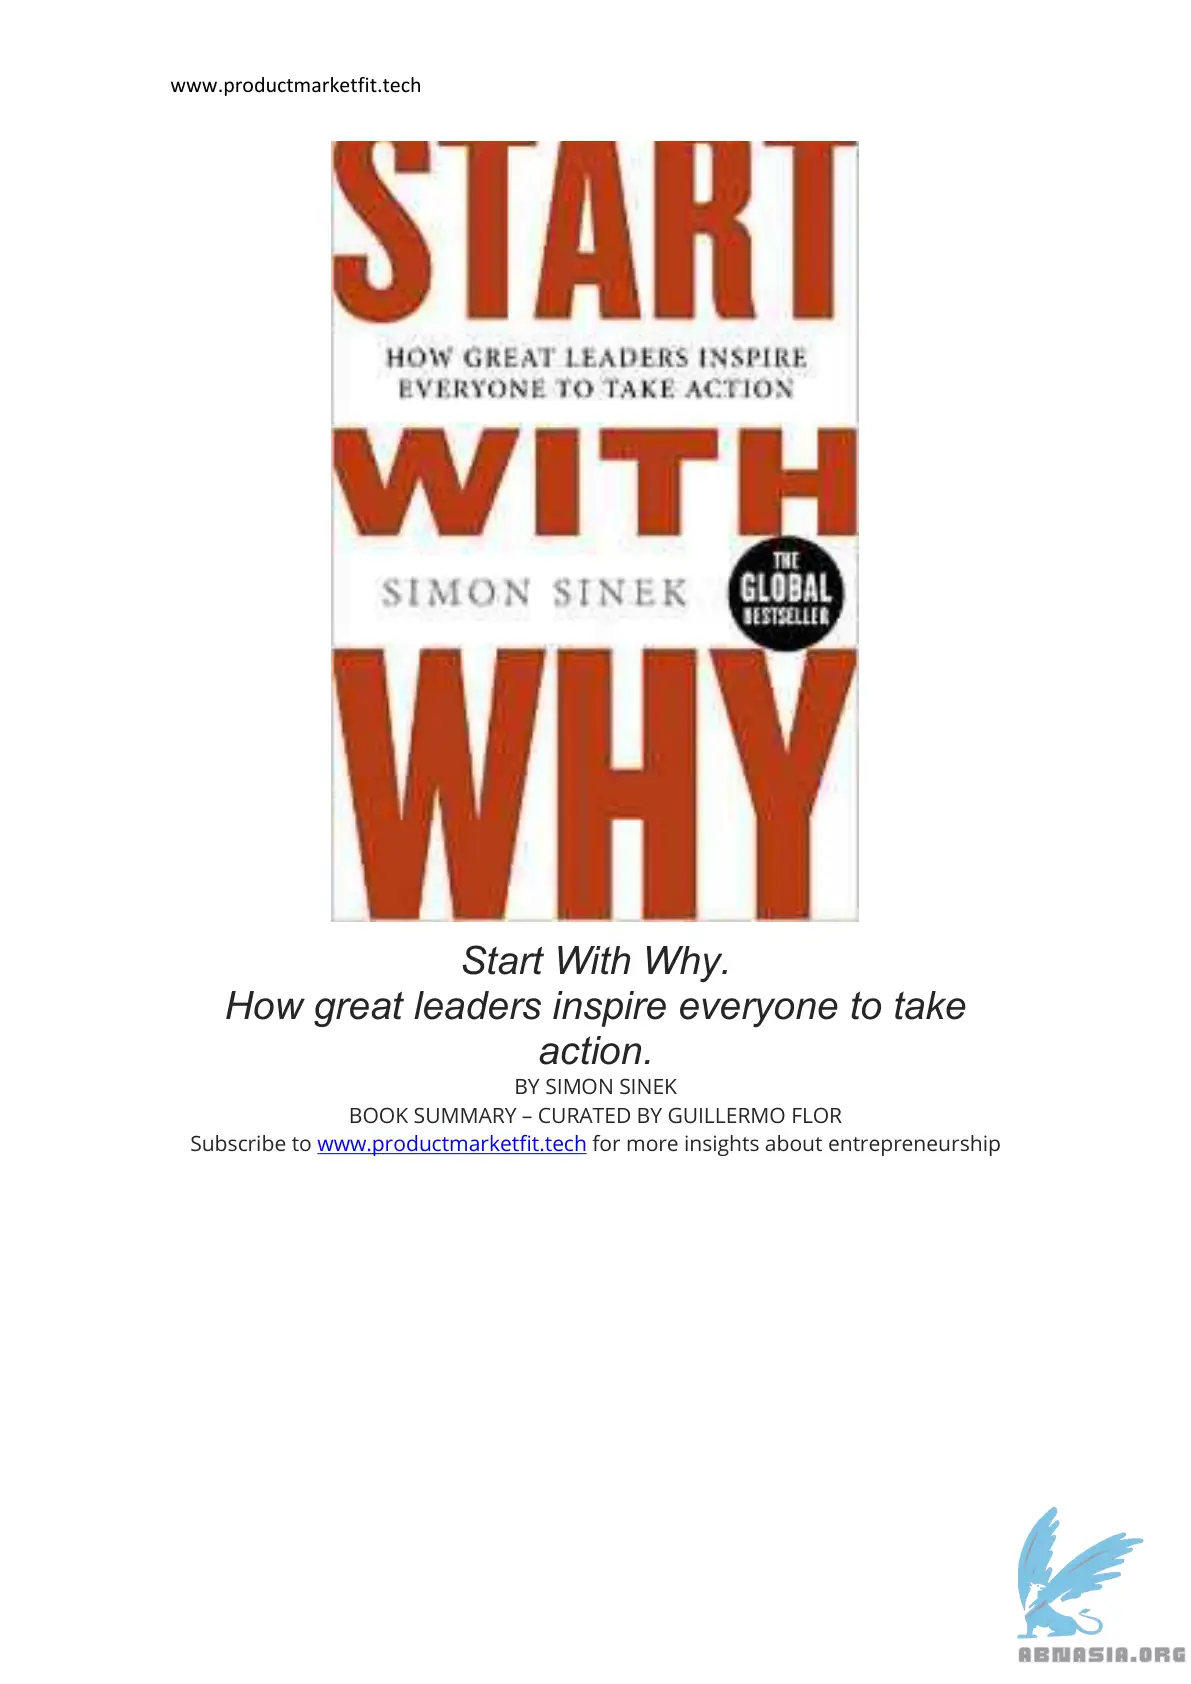 www.productmarketfit.tech
START
HOW GREAT LEADERS INSPIRE
EVERYONE TO TAKE ACTION
WITH
SIMON SINEK
THE
GLOBAL
BESTSELLER
WHY
Start With Why.
How great leaders inspire everyone to take
action.
BY SIMON SINEK
BOOK SUMMARY – CURATED BY GUILLERMO FLOR
Subscribe to www.productmarketfit.tech for more insights about entrepreneurship
ABNASIA.ORG